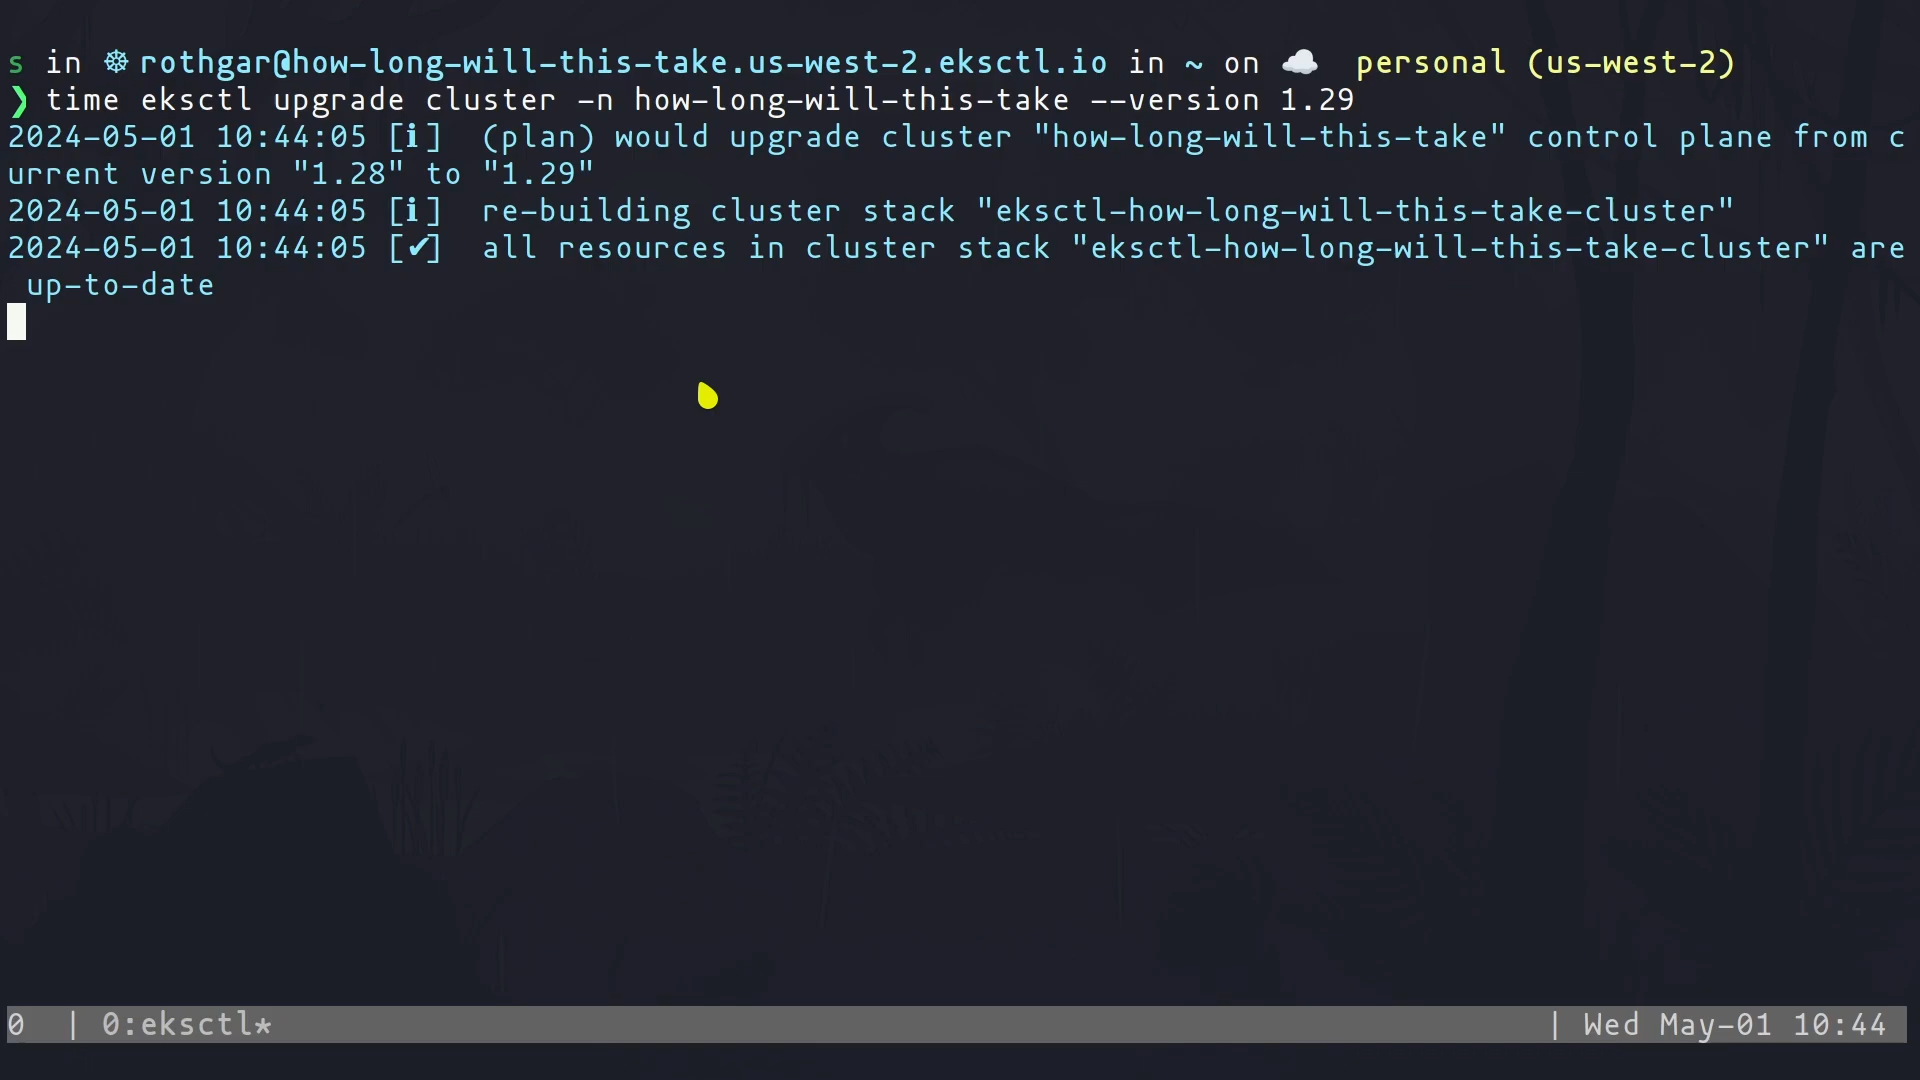 s in ☸ rothgar@how-long-will-this-take.us-west-2.eksctl.io in ~ on ☁️ personal (us-west-2)
❯ time eksctl upgrade cluster -n how-long-will-this-take --version 1.29
2024-05-01 10:44:05 [ℹ]  (plan) would upgrade cluster "how-long-will-this-take" control plane from c
urrent version "1.28" to "1.29"
2024-05-01 10:44:05 [ℹ]  re-building cluster stack "eksctl-how-long-will-this-take-cluster"
2024-05-01 10:44:05 [✔]  all resources in cluster stack "eksctl-how-long-will-this-take-cluster" are
 up-to-date
0  | 0:eksctl* | Wed May-01 10:44